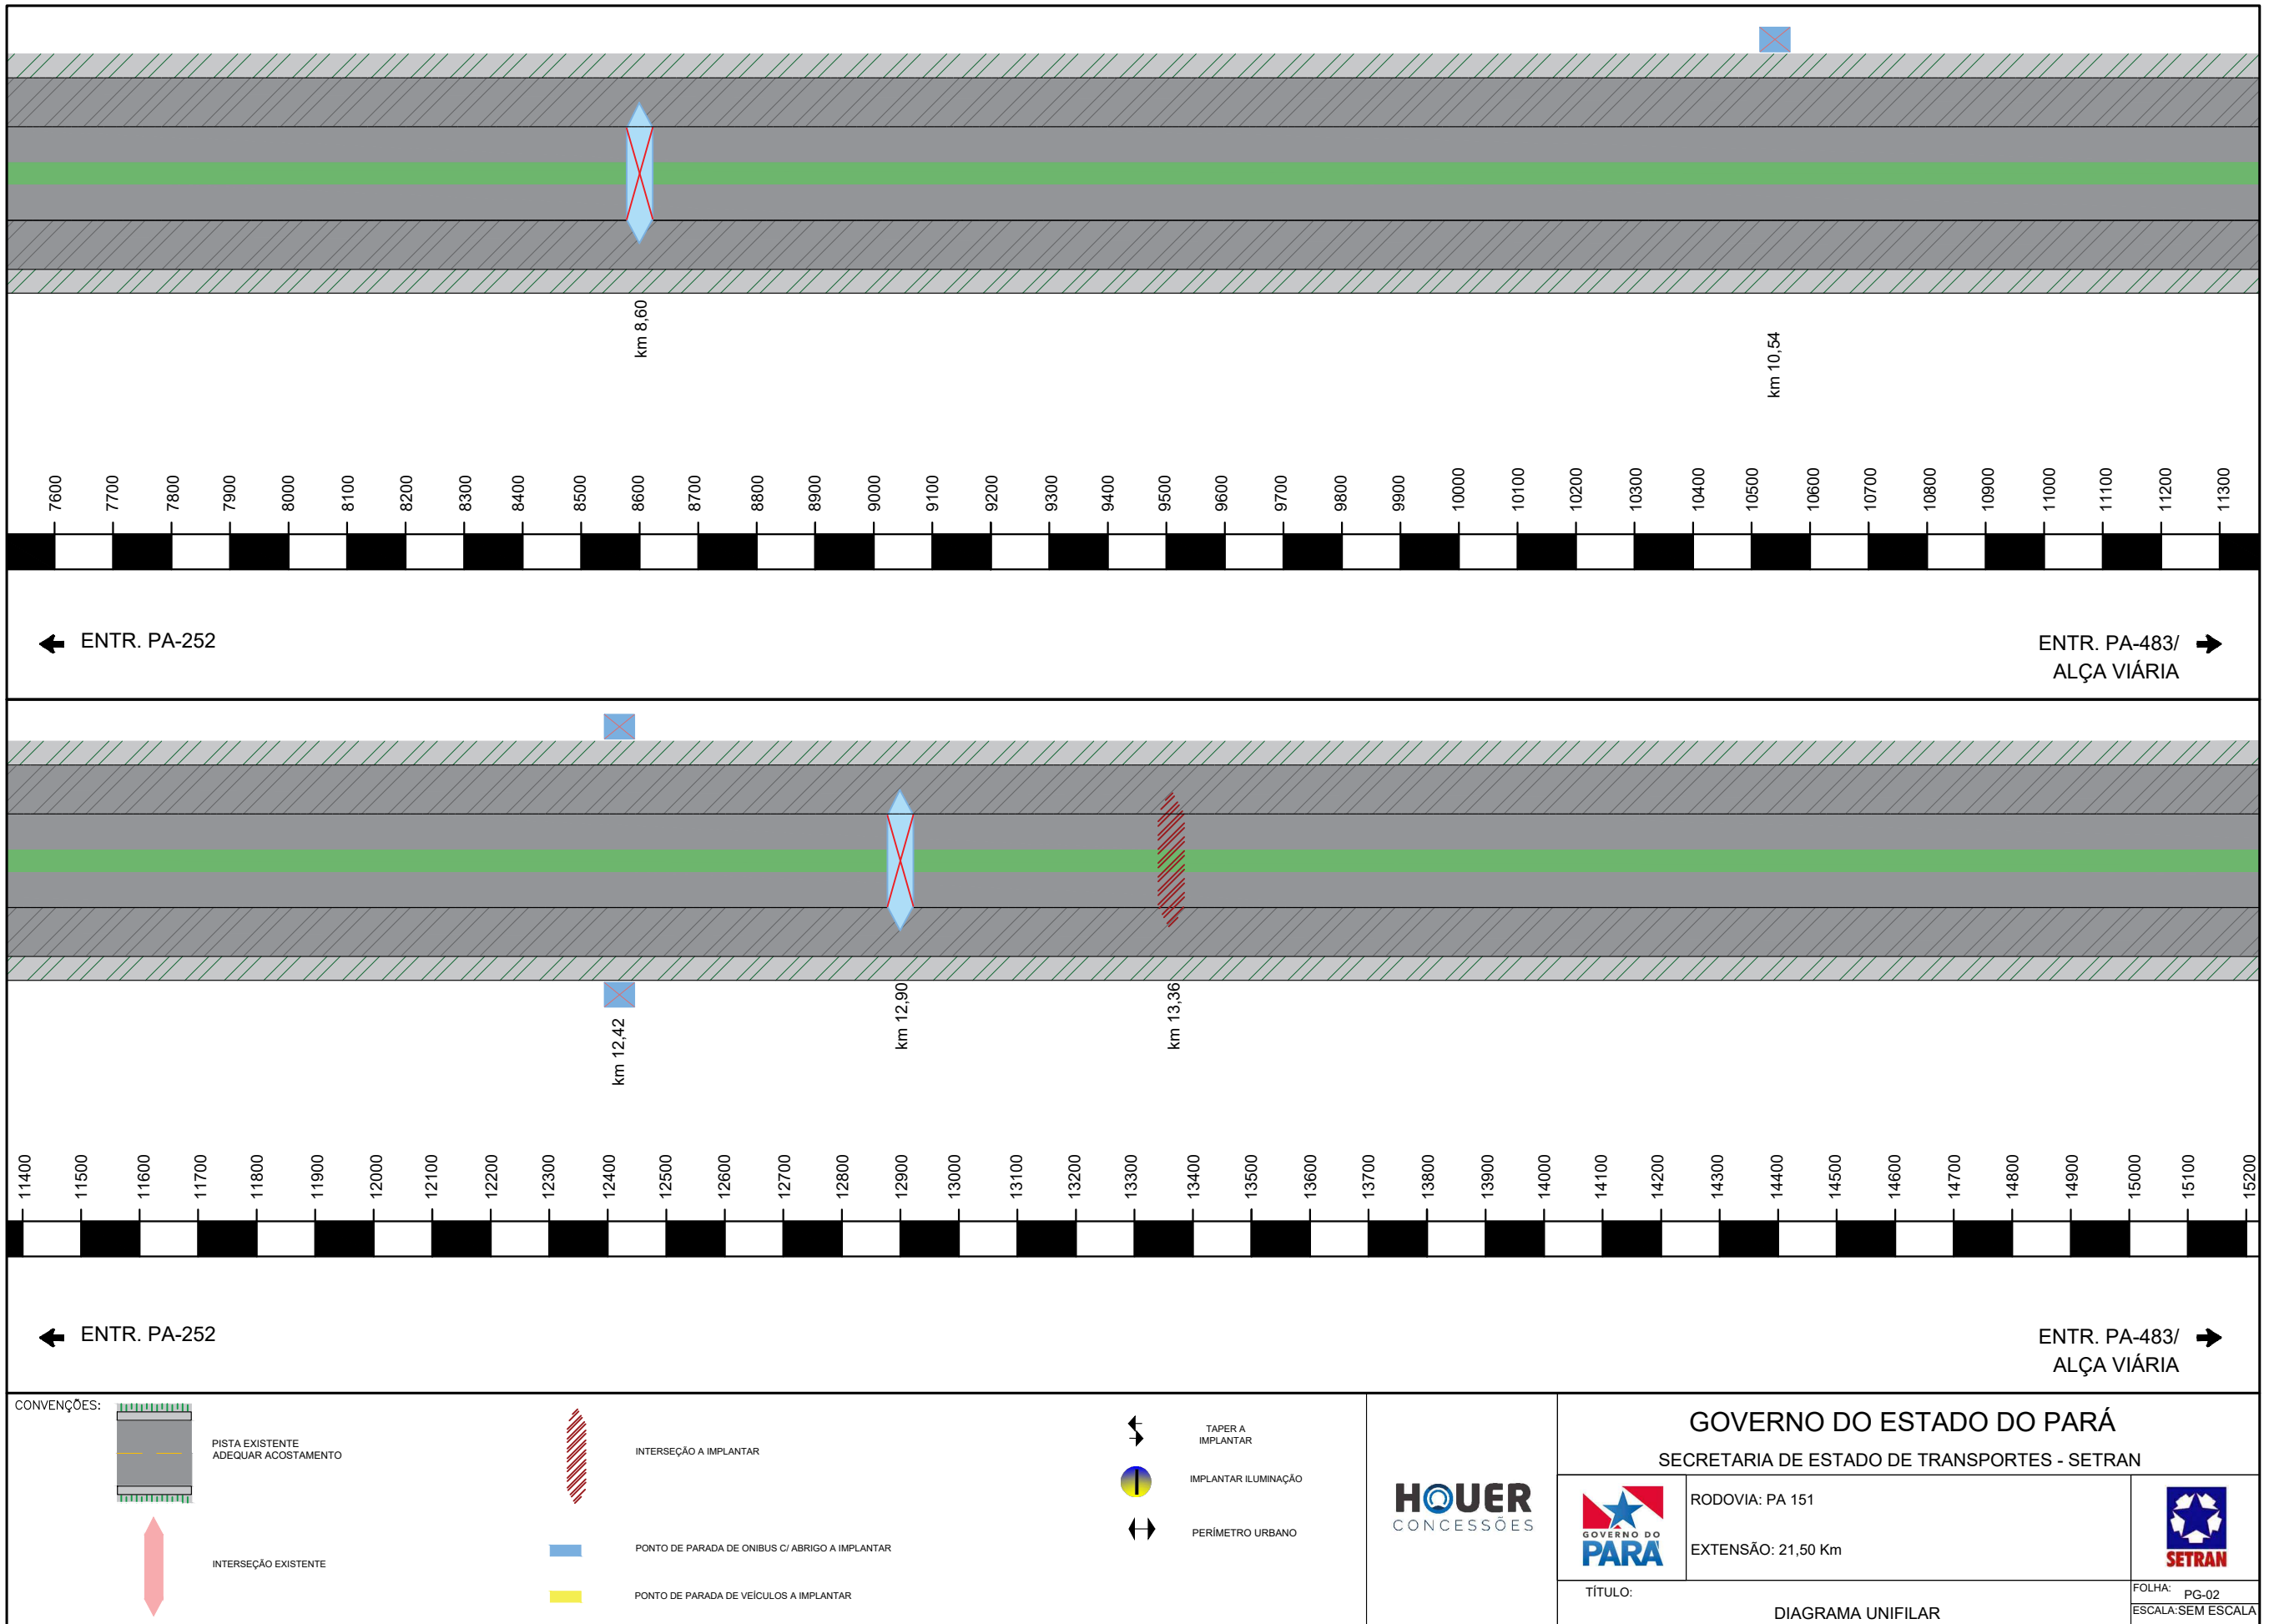 km 8,60
km 10,54
7600 7700 7800 7900 8000 8100 8200 8300 8400 8500 8600 8700 8800 8900 9000 9100 9200 9300 9400 9500 9600 9700 9800 9900 10000 10100 10200 10300 10400 10500 10600 10700 10800 10900 11000 11100 11200 11300
ENTR. PA-252
ENTR. PA-483/
ALÇA VIÁRIA
km 12,42
km 12,90
km 13,36
11400 11500 11600 11700 11800 11900 12000 12100 12200 12300 12400 12500 12600 12700 12800 12900 13000 13100 13200 13300 13400 13500 13600 13700 13800 13900 14000 14100 14200 14300 14400 14500 14600 14700 14800 14900 15000 15100 15200
ENTR. PA-252
ENTR. PA-483/
ALÇA VIÁRIA
CONVENÇÕES:
PISTA EXISTENTE
ADEQUAR ACOSTAMENTO
INTERSEÇÃO EXISTENTE
INTERSEÇÃO A IMPLANTAR
PONTO DE PARADA DE ONIBUS C/ ABRIGO A IMPLANTAR
PONTO DE PARADA DE VEÍCULOS A IMPLANTAR
TAPER A
IMPLANTAR
IMPLANTAR ILUMINAÇÃO
PERÍMETRO URBANO
HOUER
CONCESSÕES
GOVERNO DO ESTADO DO PARÁ
SECRETARIA DE ESTADO DE TRANSPORTES - SETRAN
GOVERNO DO
PARÁ
RODOVIA: PA 151
EXTENSÃO: 21,50 Km
SETRAN
TÍTULO:
DIAGRAMA UNIFILAR
FOLHA: PG-02
ESCALA:SEM ESCALA